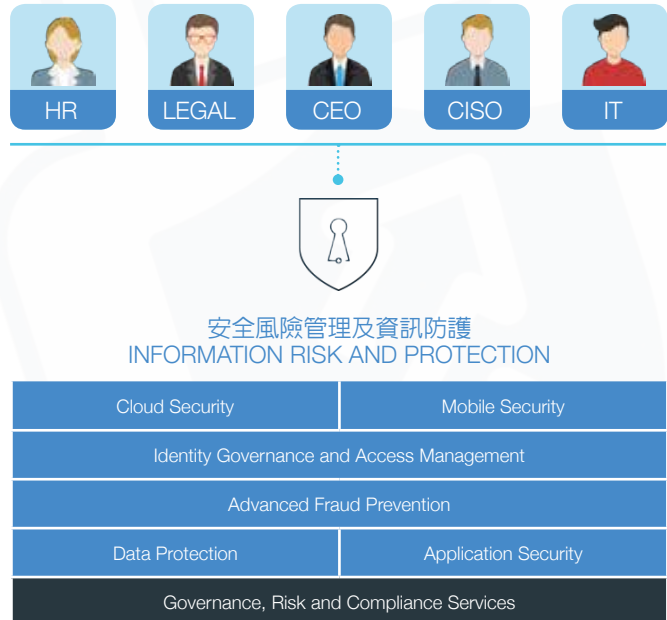 HR
LEGAL
CEO
CISO
IT
安全風險管理及資訊防護
INFORMATION RISK AND PROTECTION
Cloud Security
Mobile Security
Identity Governance and Access Management
Advanced Fraud Prevention
Data Protection
Application Security
Governance, Risk and Compliance Services